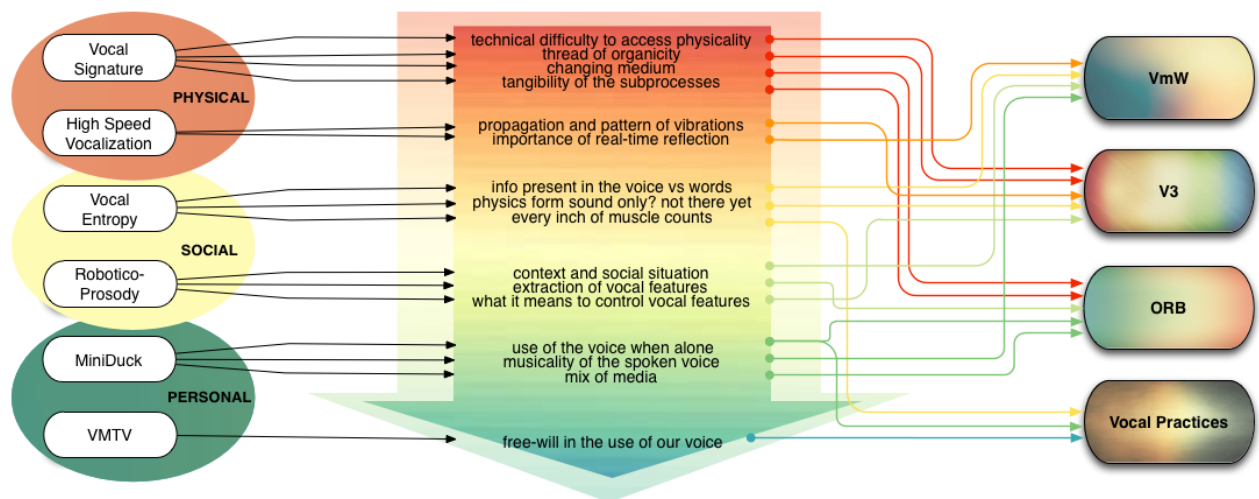 Vocal
Signature
PHYSICAL
High Speed
Vocalization
Vocal
Entropy
SOCIAL
Robotico-
Prosody
MiniDuck
PERSONAL
VMTV
technical difficulty to access physicality
thread of organicity
changing medium
tangibility of the subprocesses
propagation and pattern of vibrations
importance of real-time reflection
info present in the voice vs words
physics form sound only? not there yet
every inch of muscle counts
context and social situation
extraction of vocal features
what it means to control vocal features
use of the voice when alone
musicality of the spoken voice
mix of media
free-will in the use of our voice
VmW
V3
ORB
Vocal Practices